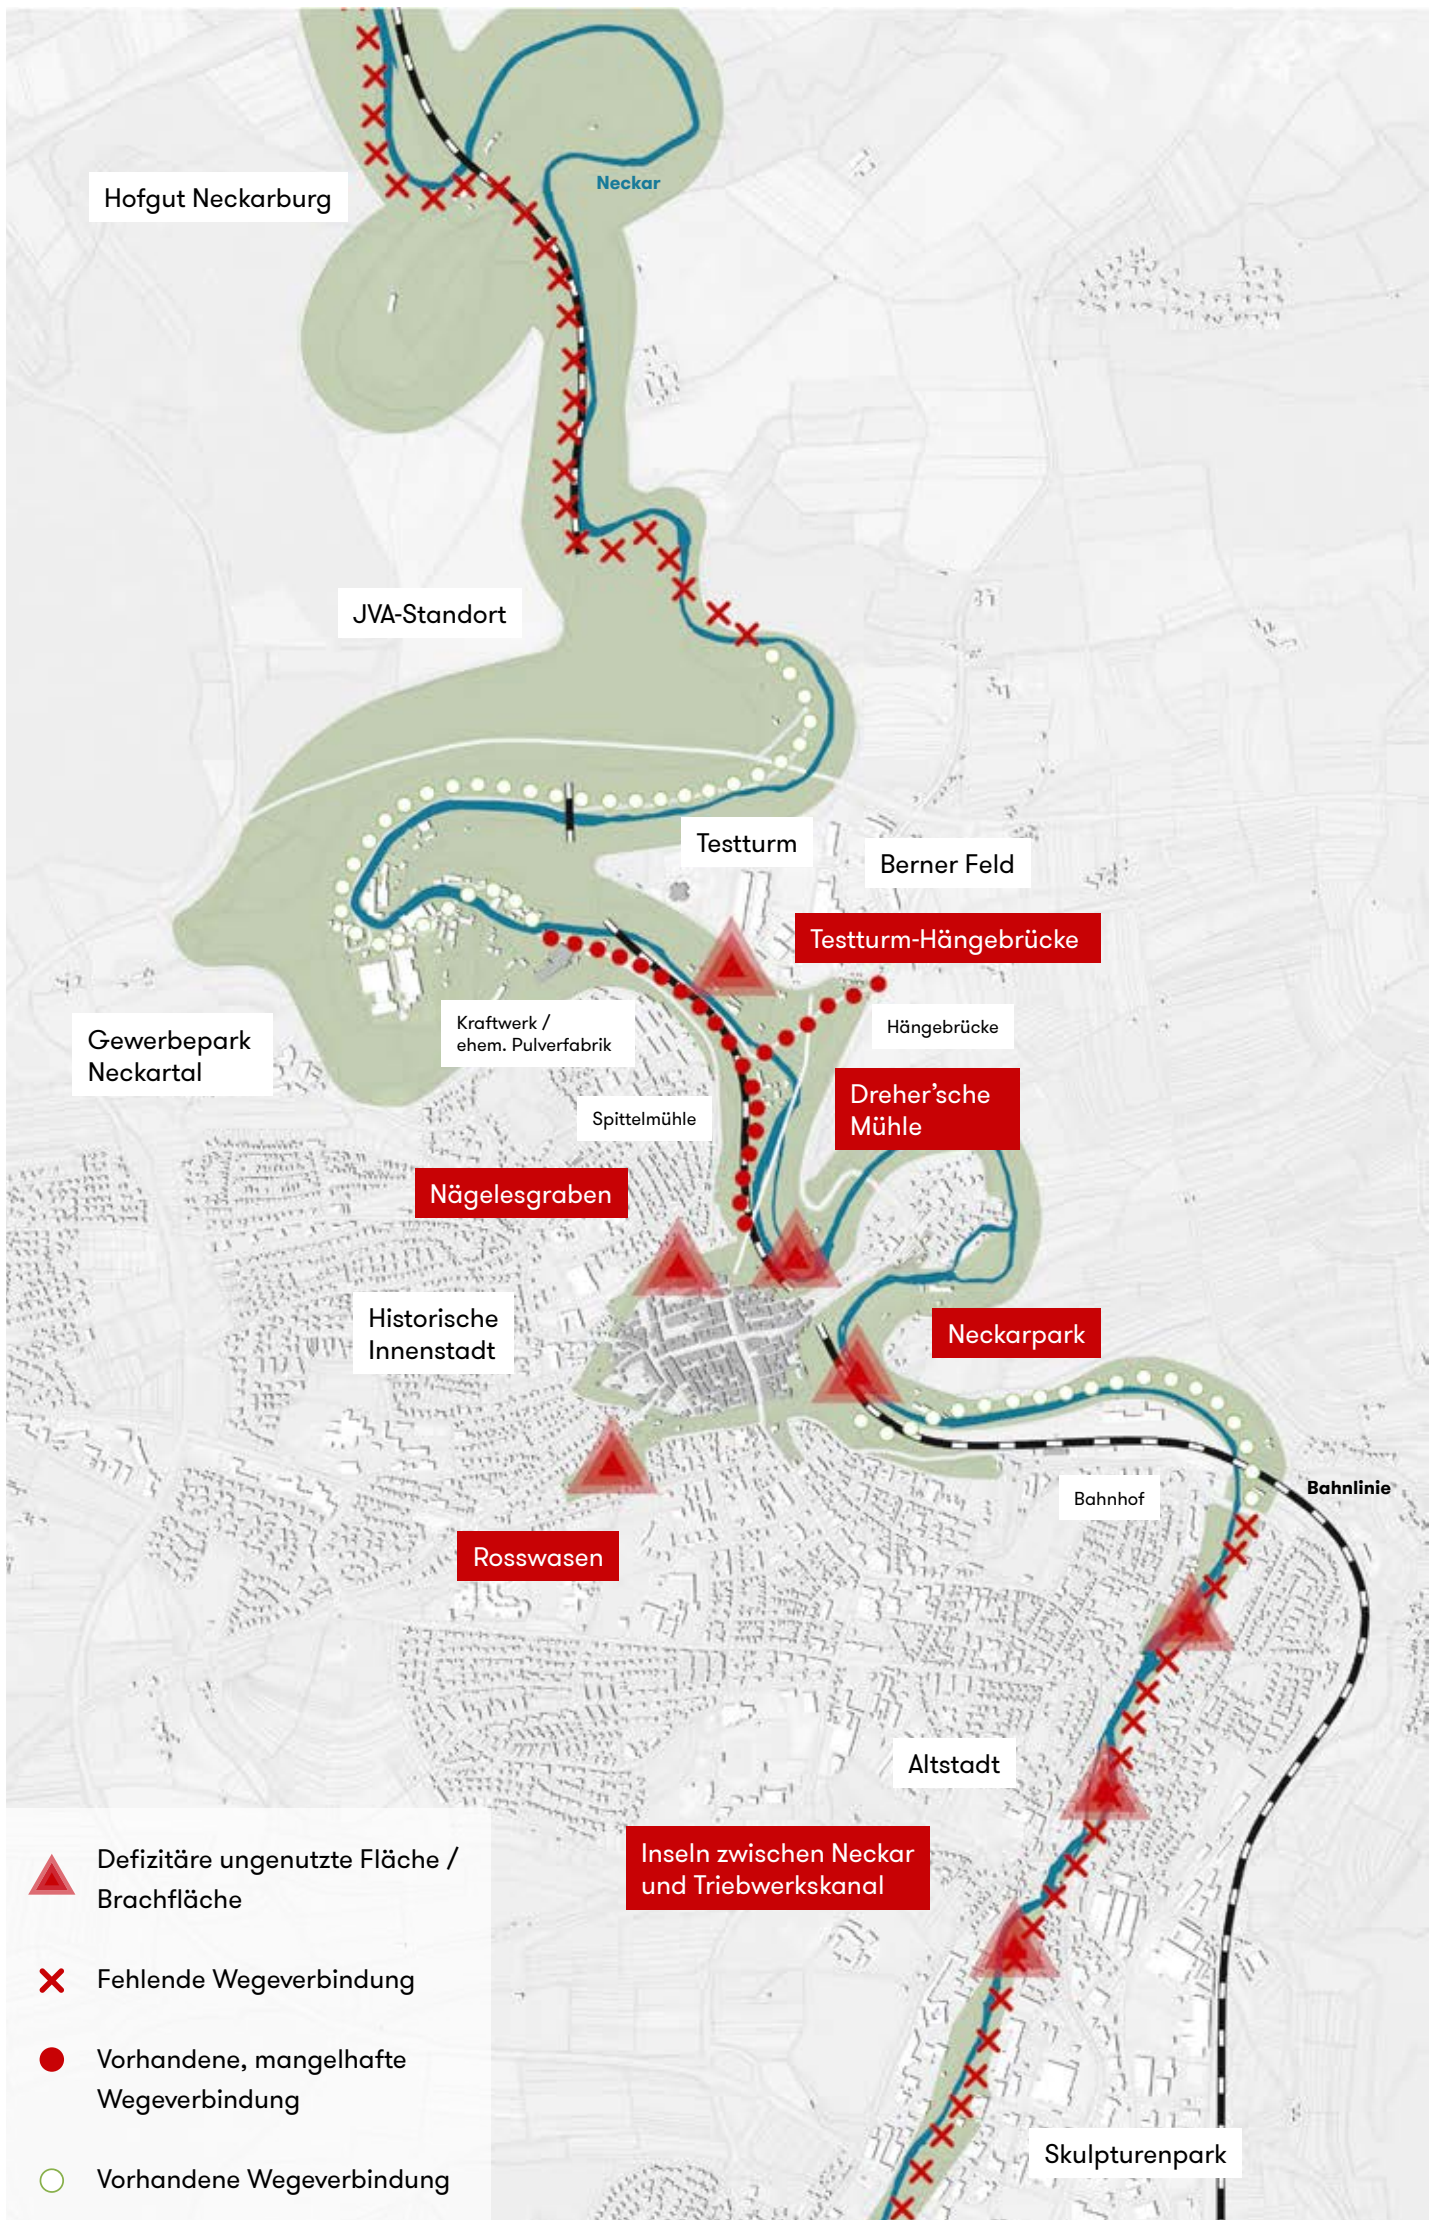 Neckar
Hofgut Neckarburg
JVA-Standort
Testturm
Berner Feld
Testturm-Hängebrücke
Hängebrücke
Kraftwerk /
ehem. Pulverfabrik
Gewerbepark
Neckartal
Dreher’sche
Mühle
Spittelmühle
Nägelesgraben
Historische
Innenstadt
Neckarpark
Bahnhof
Bahnlinie
Rosswasen
Altstadt
Inseln zwischen Neckar
und Triebwerkskanal
Skulpturenpark
Defizitäre ungenutzte Fläche /
Brachfläche
Fehlende Wegeverbindung
Vorhandene, mangelhafte
Wegeverbindung
Vorhandene Wegeverbindung